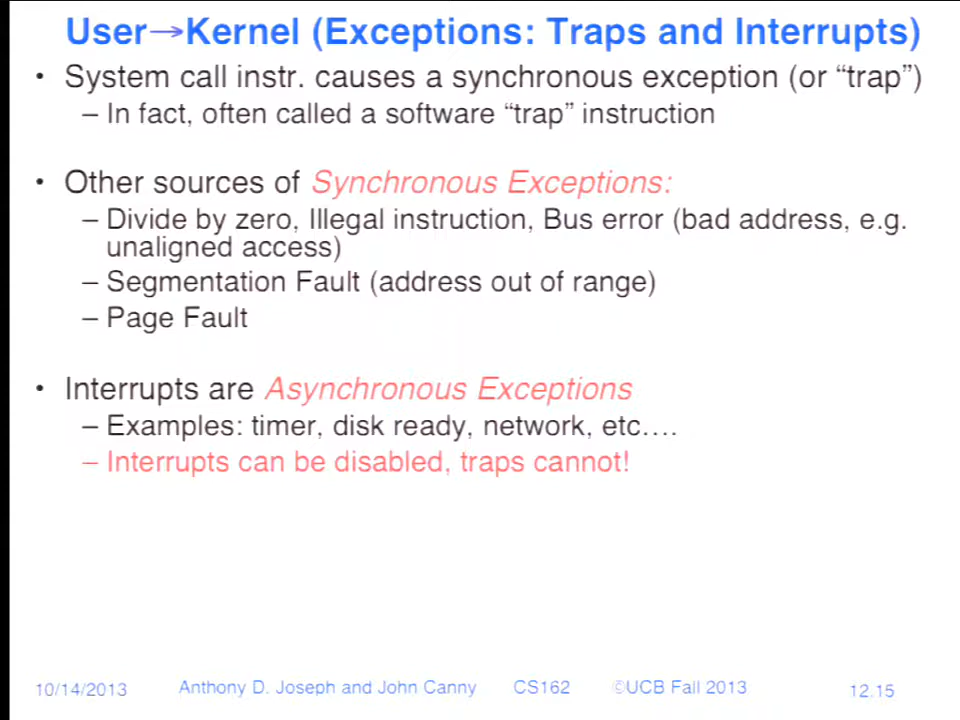 User→Kernel (Exceptions: Traps and Interrupts)
• System call instr. causes a synchronous exception (or “trap”)
– In fact, often called a software “trap” instruction
• Other sources of Synchronous Exceptions:
– Divide by zero, Illegal instruction, Bus error (bad address, e.g.
unaligned access)
– Segmentation Fault (address out of range)
– Page Fault
• Interrupts are Asynchronous Exceptions
– Examples: timer, disk ready, network, etc….
– Interrupts can be disabled, traps cannot!
10/14/2013 Anthony D. Joseph and John Canny CS162 ©UCB Fall 2013 12.15